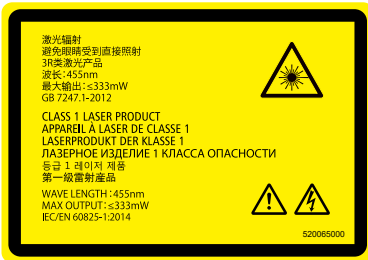 激光辐射
避免眼睛受到直接照射
3R类激光产品
波长：455nm
最大输出：≤333mW
GB 7247.1-2012
CLASS 1 LASER PRODUCT
APPAREIL À LASER DE CLASSE 1
LASERPRODUKT DER KLASSE 1
ЛАЗЕРНОЕ ИЗДЕЛИЕ 1 КЛАССА ОПАСНОСТИ
등급 1 레이저 제품
第一級雷射産品
WAVE LENGTH：455nm
MAX OUTPUT：≤333mW
IEC/EN 60825-1:2014
520065000